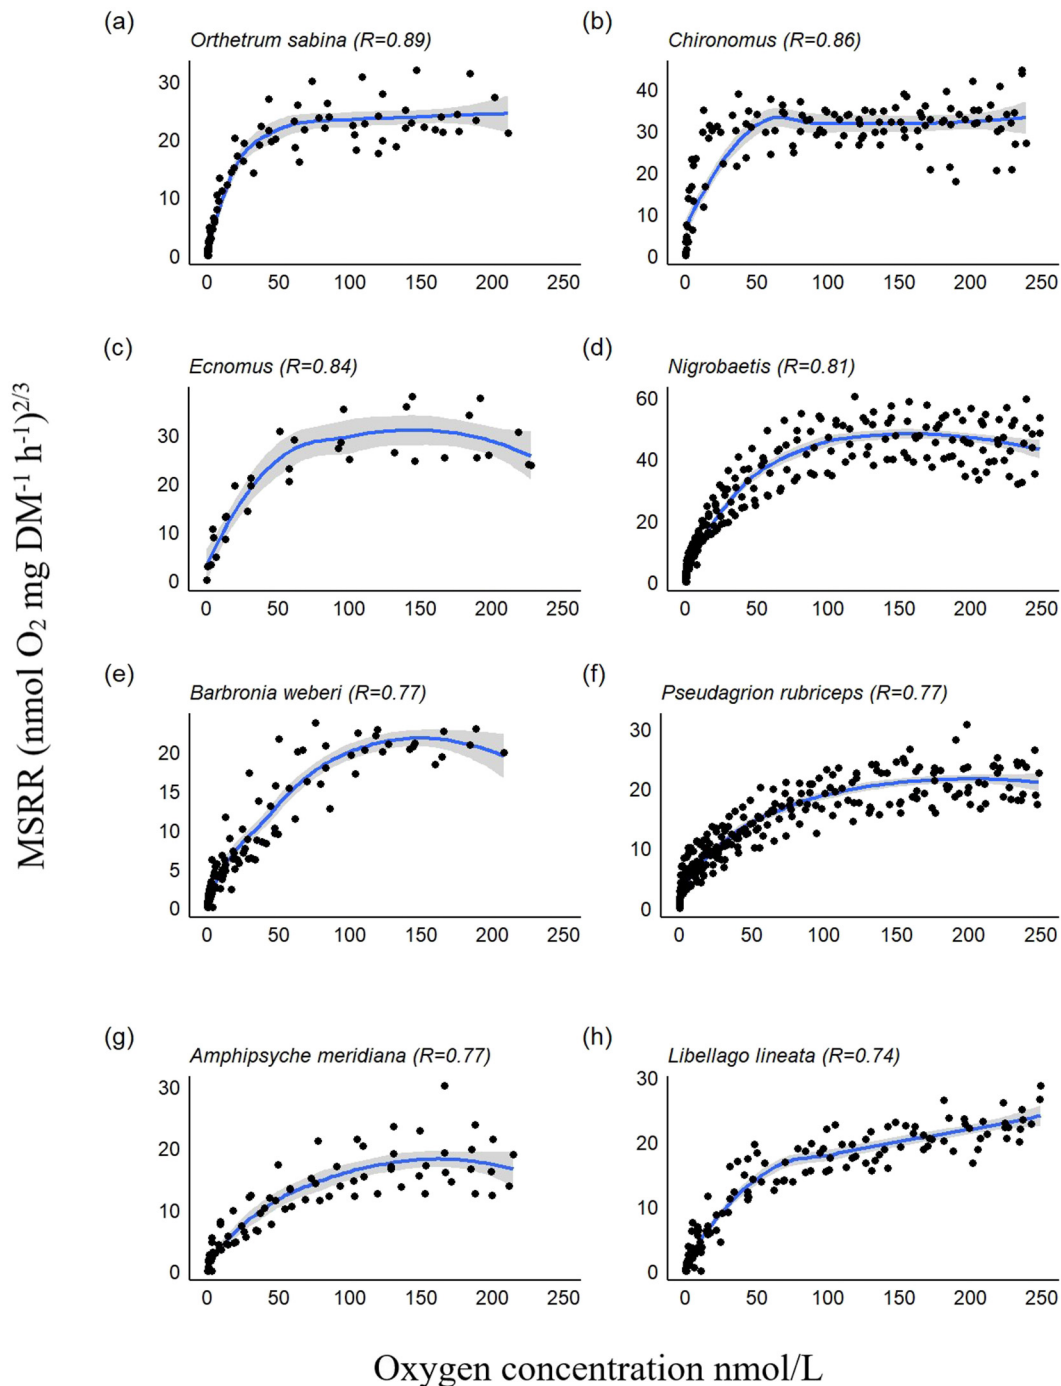 (a)
Orthetrum sabina (R=0.89)
30
20
10
0
0 50 100 150 200 250
(b)
Chironomus (R=0.86)
40
30
20
10
0
0 50 100 150 200 250
(c)
Ecnomus (R=0.84)
30
20
10
0
0 50 100 150 200 250
(d)
Nigrobaetis (R=0.81)
60
40
20
0
0 50 100 150 200 250
(e)
Barbronia weberi (R=0.77)
20
15
10
5
0
0 50 100 150 200 250
(f)
Pseudagrion rubriceps (R=0.77)
30
20
10
0
0 50 100 150 200 250
(g)
Amphipsyche meridiana (R=0.77)
30
20
10
0
0 50 100 150 200 250
(h)
Libellago lineata (R=0.74)
30
20
10
0
0 50 100 150 200 250
MSRR (nmol O₂ mg DM⁻¹ h⁻¹)²ᐟ³
Oxygen concentration nmol/L